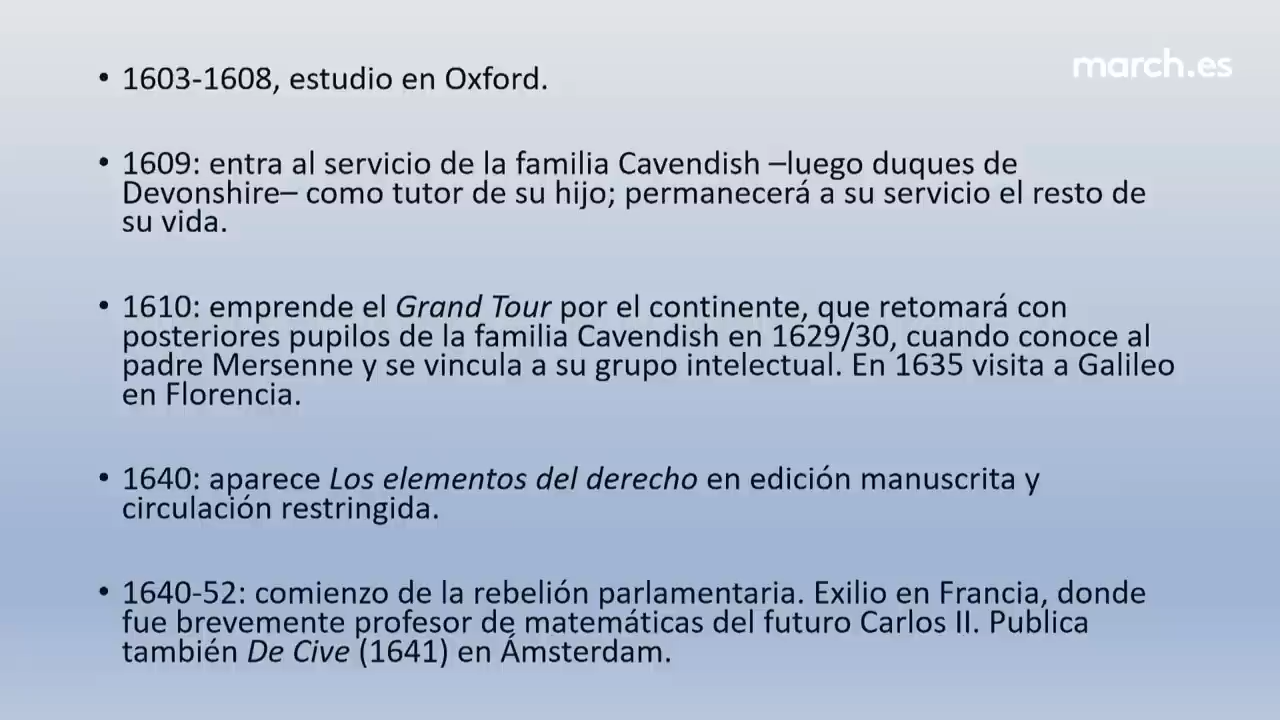 march.es
• 1603-1608, estudio en Oxford.
• 1609: entra al servicio de la familia Cavendish –luego duques de
Devonshire– como tutor de su hijo; permanecerá a su servicio el resto de
su vida.
• 1610: emprende el Grand Tour por el continente, que retomará con
posteriores pupilos de la familia Cavendish en 1629/30, cuando conoce al
padre Mersenne y se vincula a su grupo intelectual. En 1635 visita a Galileo
en Florencia.
• 1640: aparece Los elementos del derecho en edición manuscrita y
circulación restringida.
• 1640-52: comienzo de la rebelión parlamentaria. Exilio en Francia, donde
fue brevemente profesor de matemáticas del futuro Carlos II. Publica
también De Cive (1641) en Ámsterdam.